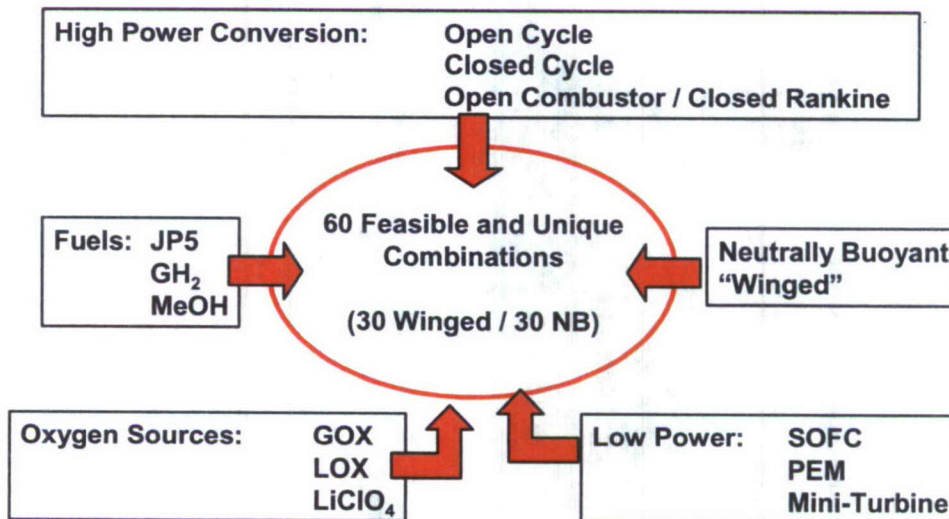 High Power Conversion: Open Cycle
Closed Cycle
Open Combustor / Closed Rankine
60 Feasible and Unique
Combinations
(30 Winged / 30 NB)
Fuels: JP5
GH₂
MeOH
Neutrally Buoyant
“Winged”
Oxygen Sources: GOX
LOX
LiClO₄
Low Power: SOFC
PEM
Mini-Turbine